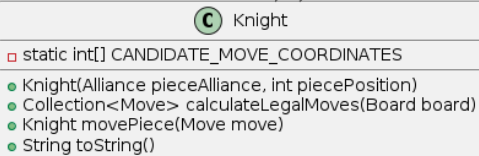 C Knight
static int[] CANDIDATE_MOVE_COORDINATES
Knight(Alliance pieceAlliance, int piecePosition)
Collection<Move> calculateLegalMoves(Board board)
Knight movePiece(Move move)
String toString()